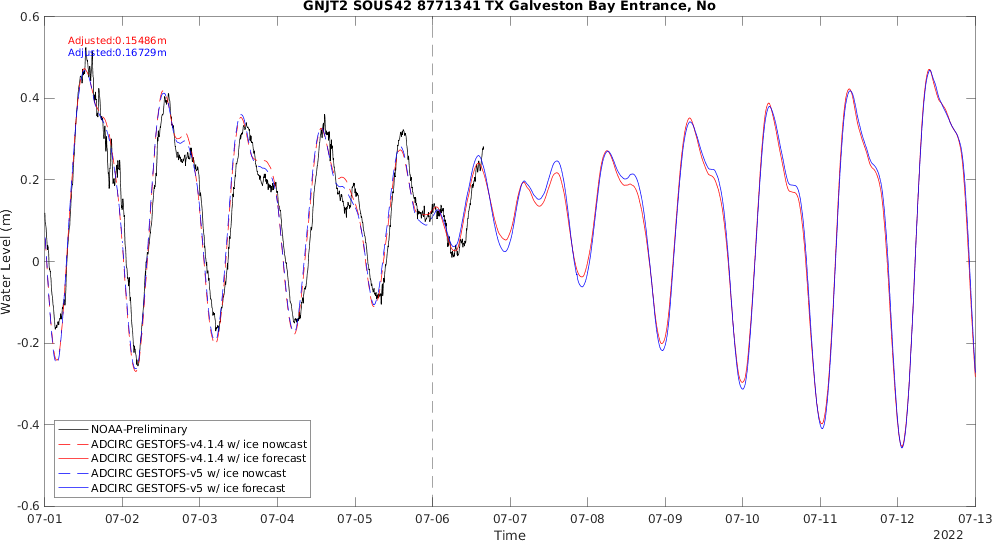 GNJT2 SOUS42 8771341 TX Galveston Bay Entrance, No
Adjusted:0.15486m
Adjusted:0.16729m
0.6
0.4
0.2
0
-0.2
-0.4
-0.6
Water Level (m)
NOAA-Preliminary
ADCIRC GESTOFS-v4.1.4 w/ ice nowcast
ADCIRC GESTOFS-v4.1.4 w/ ice forecast
ADCIRC GESTOFS-v5 w/ ice nowcast
ADCIRC GESTOFS-v5 w/ ice forecast
07-01 07-02 07-03 07-04 07-05 07-06 07-07 07-08 07-09 07-10 07-11 07-12 07-13
Time
2022